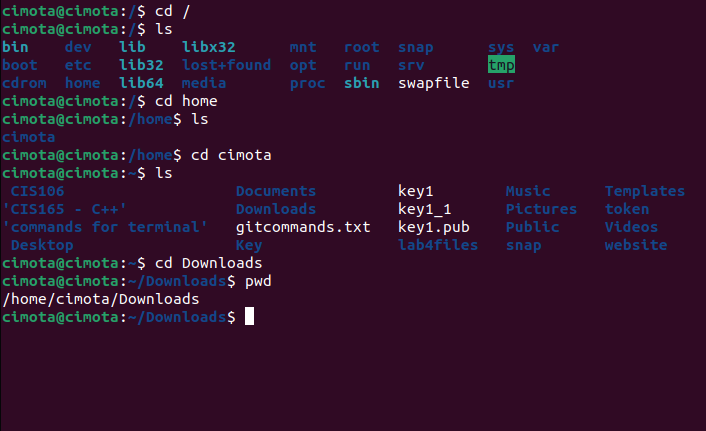 cimota@cimota:/$ cd /
cimota@cimota:/$ ls
bin    dev  lib    libx32      mnt   root  snap      sys  var
boot   etc  lib32  lost+found  opt   run   srv       tmp
cdrom  home  lib64  media       proc  sbin  swapfile  usr
cimota@cimota:/$ cd home
cimota@cimota:/home$ ls
cimota
cimota@cimota:/home$ cd cimota
cimota@cimota:~$ ls
 CIS106                   Documents         key1        Music      Templates
'CIS165 - C++'            Downloads         key1_1      Pictures   token
'commands for terminal'   gitcommands.txt   key1.pub    Public     Videos
 Desktop                  Key               lab4files   snap       website
cimota@cimota:~$ cd Downloads
cimota@cimota:~/Downloads$ pwd
/home/cimota/Downloads
cimota@cimota:~/Downloads$